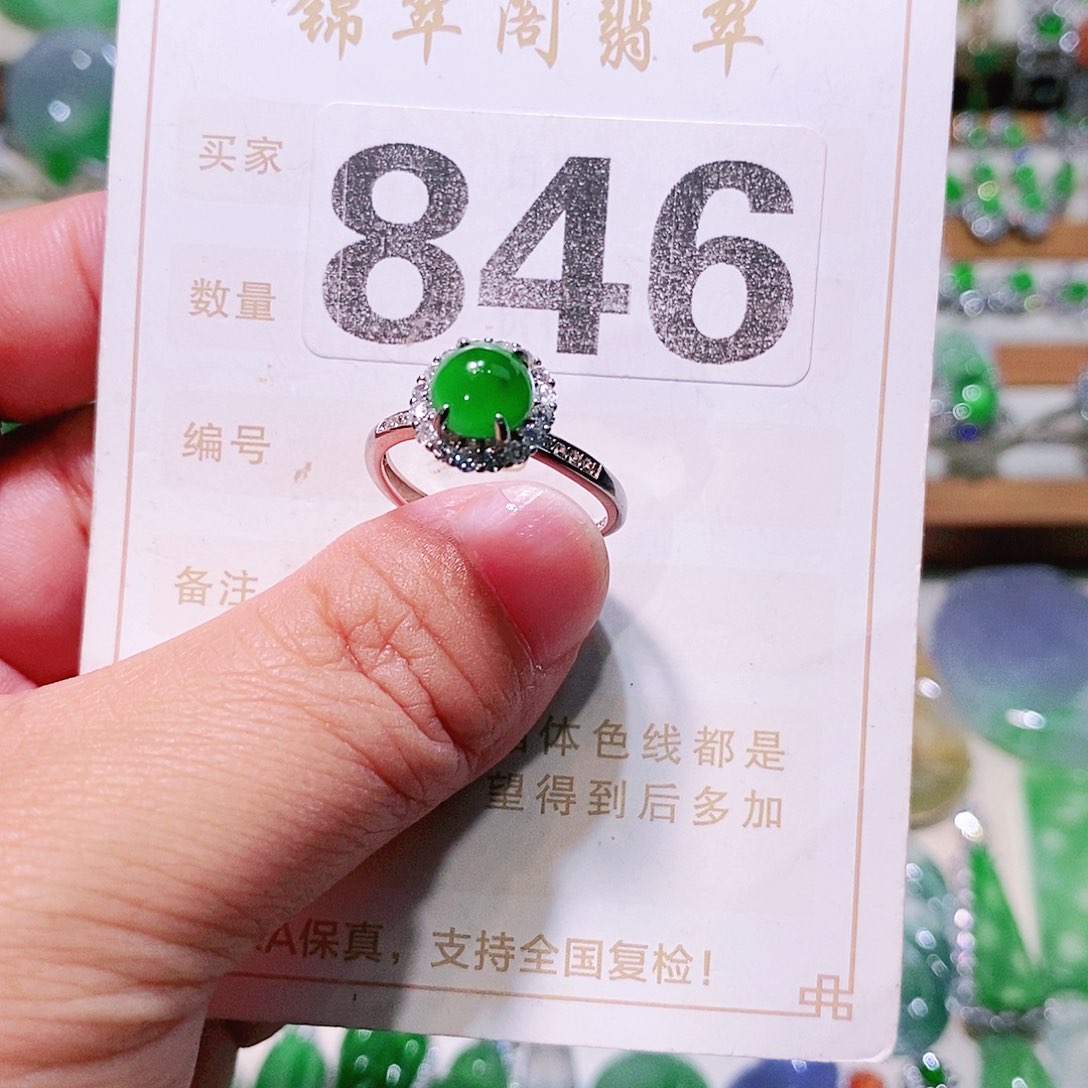 锦翠阁翡翠
买家
846
数量
编号
备注
体色线都是
望得到后多加
A保真，支持全国复检！